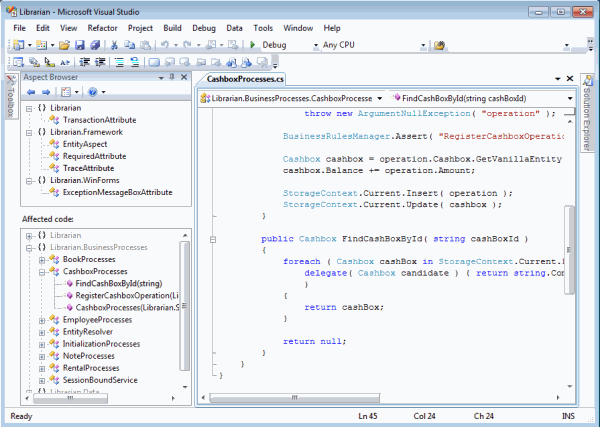 Librarian - Microsoft Visual Studio
File Edit View Refactor Project Build Debug Data Tools Window Help
Debug Any CPU
Aspect Browser
Toolbox
Librarian
TransactionAttribute
Librarian.Framework
EntityAspect
RequiredAttribute
TraceAttribute
Librarian.WinForms
ExceptionMessageBoxAttribute
Affected code:
Librarian
Librarian.BusinessProcesses
BookProcesses
CashboxProcesses
FindCashBoxById(string)
RegisterCashboxOperation(Li
CashboxProcesses(Librarian.S
EmployeeProcesses
EntityResolver
InitializationProcesses
NoteProcesses
RentalProcesses
SessionBoundService
Librarian.Data
CashboxProcesses.cs
Librarian.BusinessProcesses.CashboxProcesse
FindCashBoxById(string cashBoxId)
throw new ArgumentNullException( "operation" );
BusinessRulesManager.Assert( "RegisterCashboxOperati
Cashbox cashbox = operation.Cashbox.GetVanillaEntity
cashbox.Balance += operation.Amount;
StorageContext.Current.Insert( operation );
StorageContext.Current.Update( cashbox );
}
public Cashbox FindCashBoxById( string cashBoxId )
{
foreach ( Cashbox cashBox in StorageContext.Current.
delegate( Cashbox candidate ) { return string.Com
)
{
return cashBox;
}
return null;
}
}
}
Solution Explorer
Ready Ln 45 Col 24 Ch 24 INS